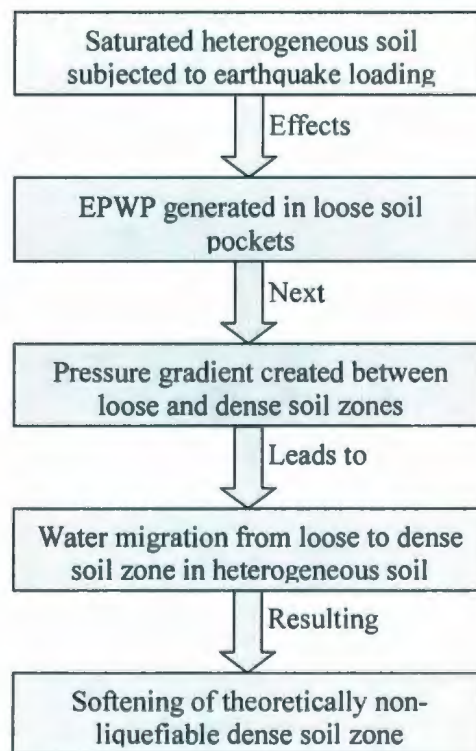 Saturated heterogeneous soil
subjected to earthquake loading
Effects
EPWP generated in loose soil
pockets
Next
Pressure gradient created between
loose and dense soil zones
Leads to
Water migration from loose to dense
soil zone in heterogeneous soil
Resulting
Softening of theoretically non-
liquefiable dense soil zone